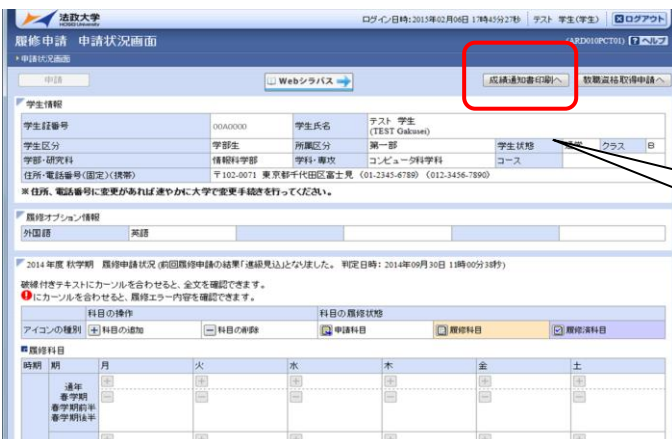 法政大学
HOSEI University
ログイン日時:2015年02月06日 17時45分27秒 テスト 学生(学生) ログアウト
履修申請 申請状況画面 (ARD010PCT01) ? ヘルプ
申請状況画面
申請 Webシラバス 成績通知書印刷へ 教職資格取得申請へ
学生情報
学生証番号 00A0000 学生氏名 テスト 学生
(TEST Gakusei)
学生区分 学部生 所属区分 第一部 学生状態 クラス B
学部・研究科 情報科学部 学科・専攻 コンピュータ科学科 コース
住所・電話番号(固定)(携帯) 〒102-0071 東京都千代田区富士見 (01-2345-6789) (012-3456-7890)
※住所、電話番号に変更があれば速やかに大学で変更手続きを行ってください。
履修オプション情報
外国語 英語
2014 年度 秋学期 履修申請状況 (前回履修申請の結果「進級見込」となりました。 判定日時: 2014年09月30日 11時00分38秒)
破線付きテキストにカーソルを合わせると、全文を確認できます。
にカーソルを合わせると、履修エラー内容を確認できます。
科目の操作 科目の履修状態
アイコンの種別 科目の追加 科目の削除 申請科目 履修科目 履修済科目
履修科目
時期 期 月 火 水 木 金 土
通年
春学期
春学期前半
春学期後半